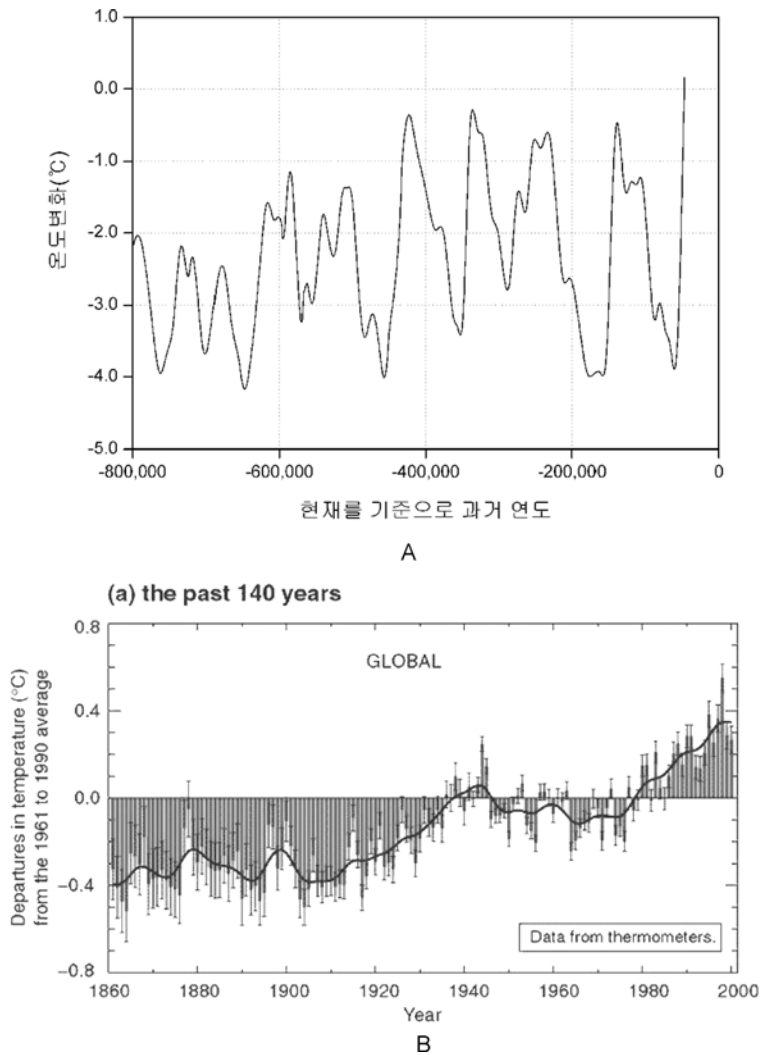 1.0
0.0
-1.0
-2.0
-3.0
-4.0
-5.0
온도변화(℃)
-800,000 -600,000 -400,000 -200,000 0
현재를 기준으로 과거 연도
A
(a) the past 140 years
Departures in temperature (°C)
from the 1961 to 1990 average
0.8
0.4
0.0
−0.4
−0.8
GLOBAL
Data from thermometers.
1860 1880 1900 1920 1940 1960 1980 2000
Year
B